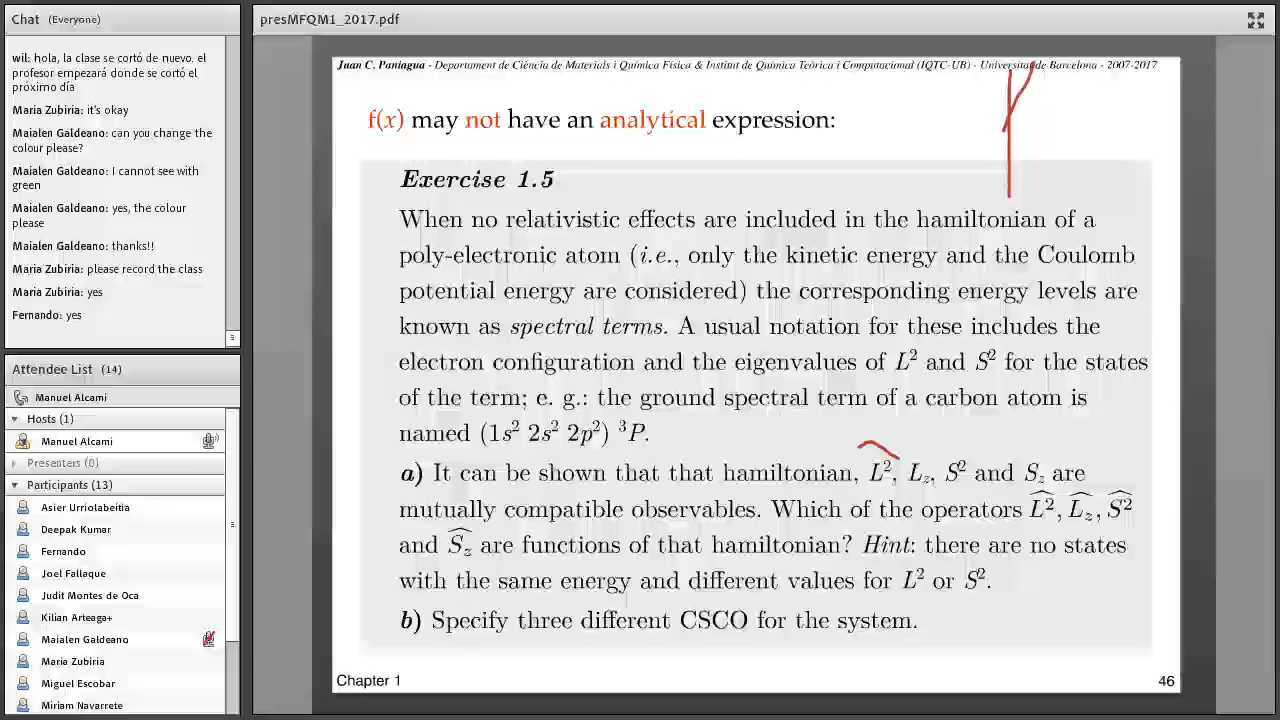 Chat (Everyone)
wil: hola, la clase se cortó de nuevo. el
profesor empezará donde se cortó el
próximo día
Maria Zubiria: it's okay
Maialen Galdeano: can you change the
colour please?
Maialen Galdeano: I cannot see with
green
Maialen Galdeano: yes, the colour
please
Maialen Galdeano: thanks!!
Maria Zubiria: please record the class
Maria Zubiria: yes
Fernando: yes
Attendee List (14)
Manuel Alcami
Hosts (1)
Manuel Alcami
Presenters (0)
Participants (13)
Asier Urriolabeitia
Deepak Kumar
Fernando
Joel Fallaque
Judit Montes de Oca
Kilian Arteaga+
Maialen Galdeano
Maria Zubiria
Miguel Escobar
Miriam Navarrete
presMFQM1_2017.pdf
Juan C. Paniagua - Departament de Ciència de Materials i Química Física & Institut de Química Teòrica i Computacional (IQTC-UB) - Universitat de Barcelona - 2007-2017
f(x) may not have an analytical expression:
Exercise 1.5
When no relativistic effects are included in the hamiltonian of a
poly-electronic atom (i.e., only the kinetic energy and the Coulomb
potential energy are considered) the corresponding energy levels are
known as spectral terms. A usual notation for these includes the
electron configuration and the eigenvalues of L² and S² for the states
of the term; e. g.: the ground spectral term of a carbon atom is
named (1s² 2s² 2p²) ³P.
a) It can be shown that that hamiltonian, L², L_z, S² and S_z are
mutually compatible observables. Which of the operators L̂², L̂_z, Ŝ²
and Ŝ_z are functions of that hamiltonian? Hint: there are no states
with the same energy and different values for L² or S².
b) Specify three different CSCO for the system.
Chapter 1
46